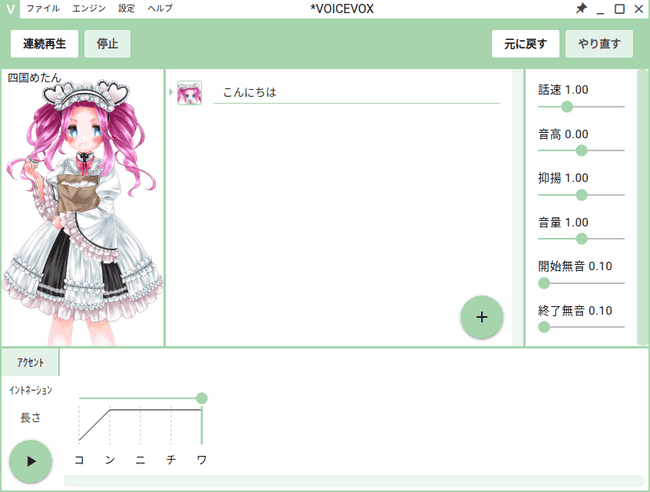 V ファイル エンジン 設定 ヘルプ *VOICEVOX
連続再生 停止 元に戻す やり直す
四国めたん
こんにちは
話速 1.00
音高 0.00
抑揚 1.00
音量 1.00
開始無音 0.10
終了無音 0.10
アクセント
イントネーション
長さ
コ ン ニ チ ワ